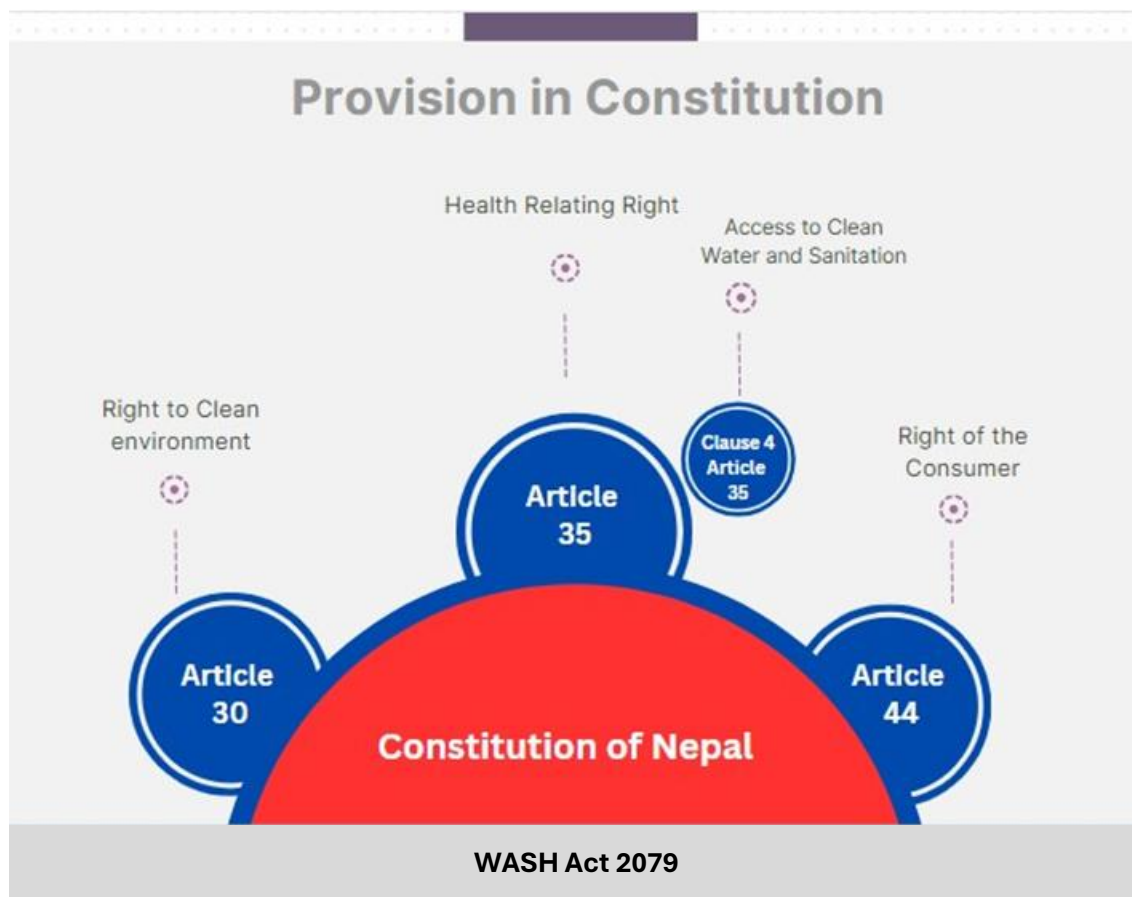 Provision in Constitution
Health Relating Right
Access to Clean
Water and Sanitation
Right to Clean
environment
Clause 4
Article
35
Right of the
Consumer
Article
35
Article
30
Article
44
Constitution of Nepal
WASH Act 2079